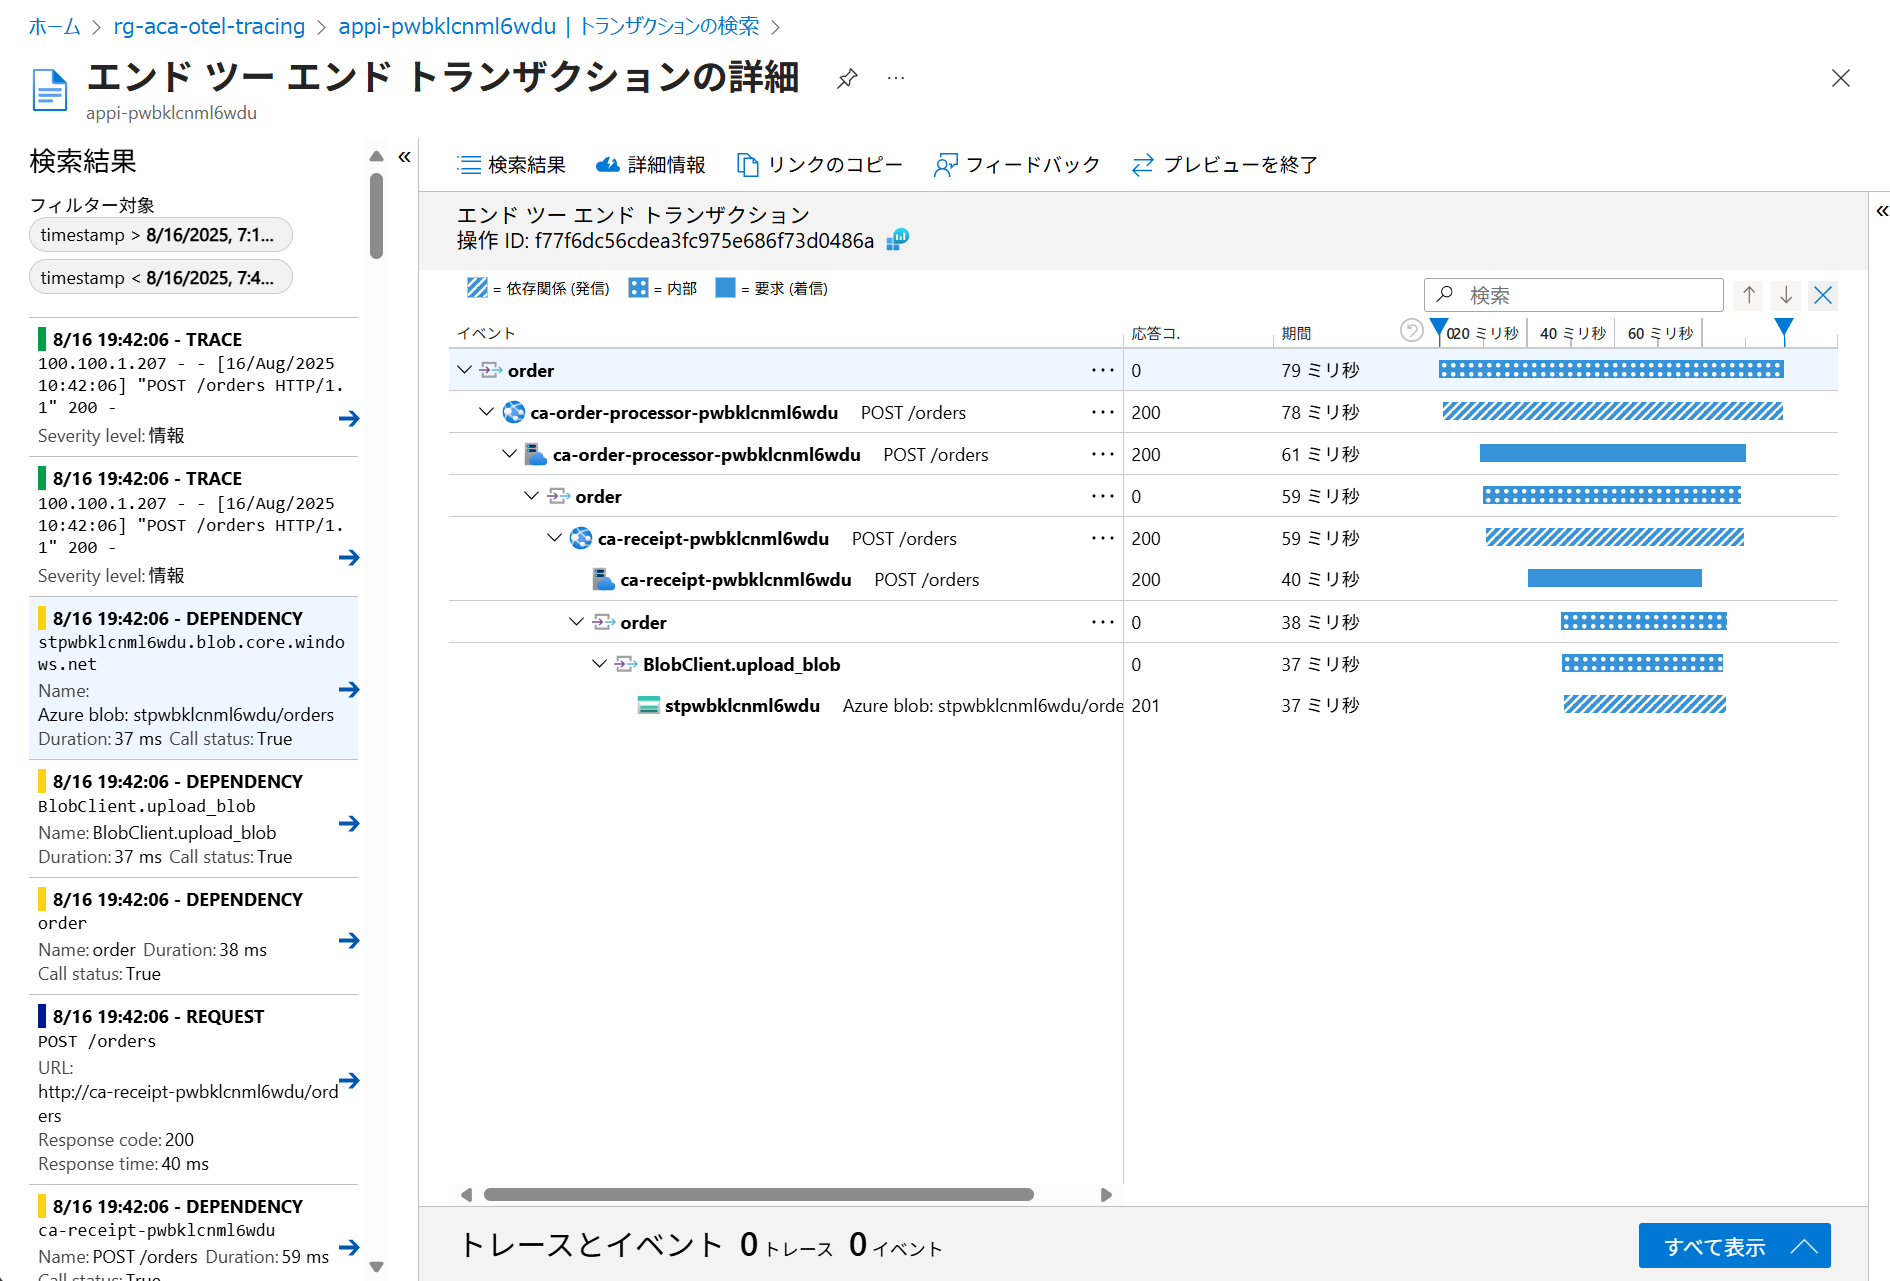 ホーム > rg-aca-otel-tracing > appi-pwbklcnml6wdu | トランザクションの検索 >
エンド ツー エンド トランザクションの詳細
appi-pwbklcnml6wdu
検索結果
フィルター対象
timestamp > 8/16/2025, 7:1...
timestamp < 8/16/2025, 7:4...
8/16 19:42:06 - TRACE
100.100.1.207 - - [16/Aug/2025
10:42:06] "POST /orders HTTP/1.
1" 200 -
Severity level: 情報
8/16 19:42:06 - TRACE
100.100.1.207 - - [16/Aug/2025
10:42:06] "POST /orders HTTP/1.
1" 200 -
Severity level: 情報
8/16 19:42:06 - DEPENDENCY
stpwbklcnml6wdu.blob.core.windo
ws.net
Name:
Azure blob: stpwbklcnml6wdu/orders
Duration: 37 ms Call status: True
8/16 19:42:06 - DEPENDENCY
BlobClient.upload_blob
Name: BlobClient.upload_blob
Duration: 37 ms Call status: True
8/16 19:42:06 - DEPENDENCY
order
Name: order Duration: 38 ms
Call status: True
8/16 19:42:06 - REQUEST
POST /orders
URL:
http://ca-receipt-pwbklcnml6wdu/ord
ers
Response code: 200
Response time: 40 ms
8/16 19:42:06 - DEPENDENCY
ca-receipt-pwbklcnml6wdu
Name: POST /orders Duration: 59 ms
Call status: True
検索結果 詳細情報 リンクのコピー フィードバック プレビューを終了
エンド ツー エンド トランザクション
操作 ID: f77f6dc56cdea3fc975e686f73d0486a
= 依存関係 (発信) = 内部 = 要求 (着信)
検索
イベント 応答コ. 期間 0 20 ミリ秒 40 ミリ秒 60 ミリ秒
order ··· 0 79 ミリ秒
ca-order-processor-pwbklcnml6wdu POST /orders ··· 200 78 ミリ秒
ca-order-processor-pwbklcnml6wdu POST /orders ··· 200 61 ミリ秒
order ··· 0 59 ミリ秒
ca-receipt-pwbklcnml6wdu POST /orders ··· 200 59 ミリ秒
ca-receipt-pwbklcnml6wdu POST /orders 200 40 ミリ秒
order ··· 0 38 ミリ秒
BlobClient.upload_blob 0 37 ミリ秒
stpwbklcnml6wdu Azure blob: stpwbklcnml6wdu/orde 201 37 ミリ秒
トレースとイベント 0 トレース 0 イベント
すべて表示